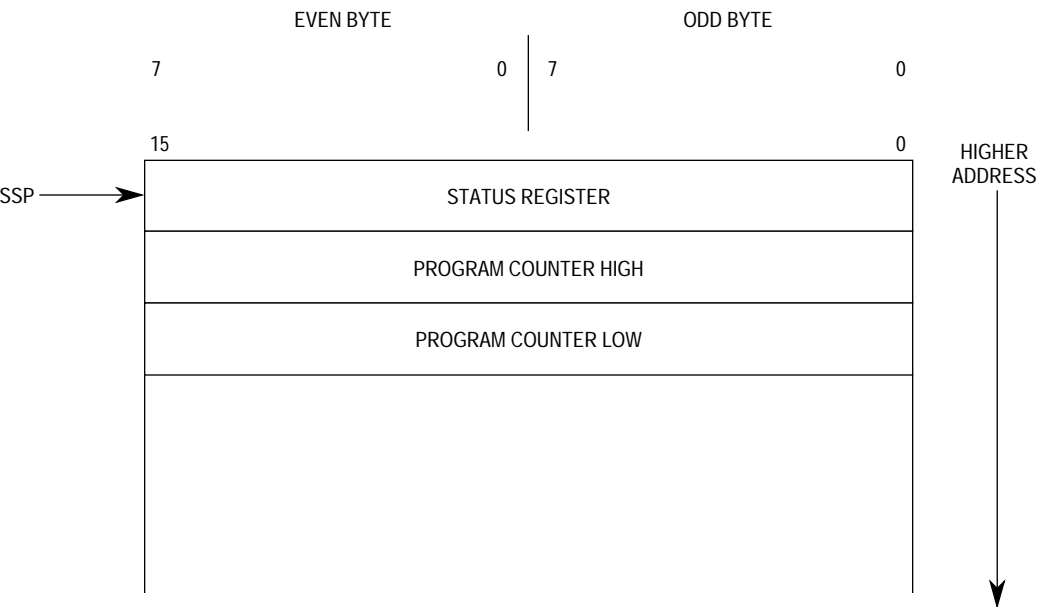 EVEN BYTE ODD BYTE
7 0 7 0
15 0
HIGHER
ADDRESS
SSP STATUS REGISTER
PROGRAM COUNTER HIGH
PROGRAM COUNTER LOW